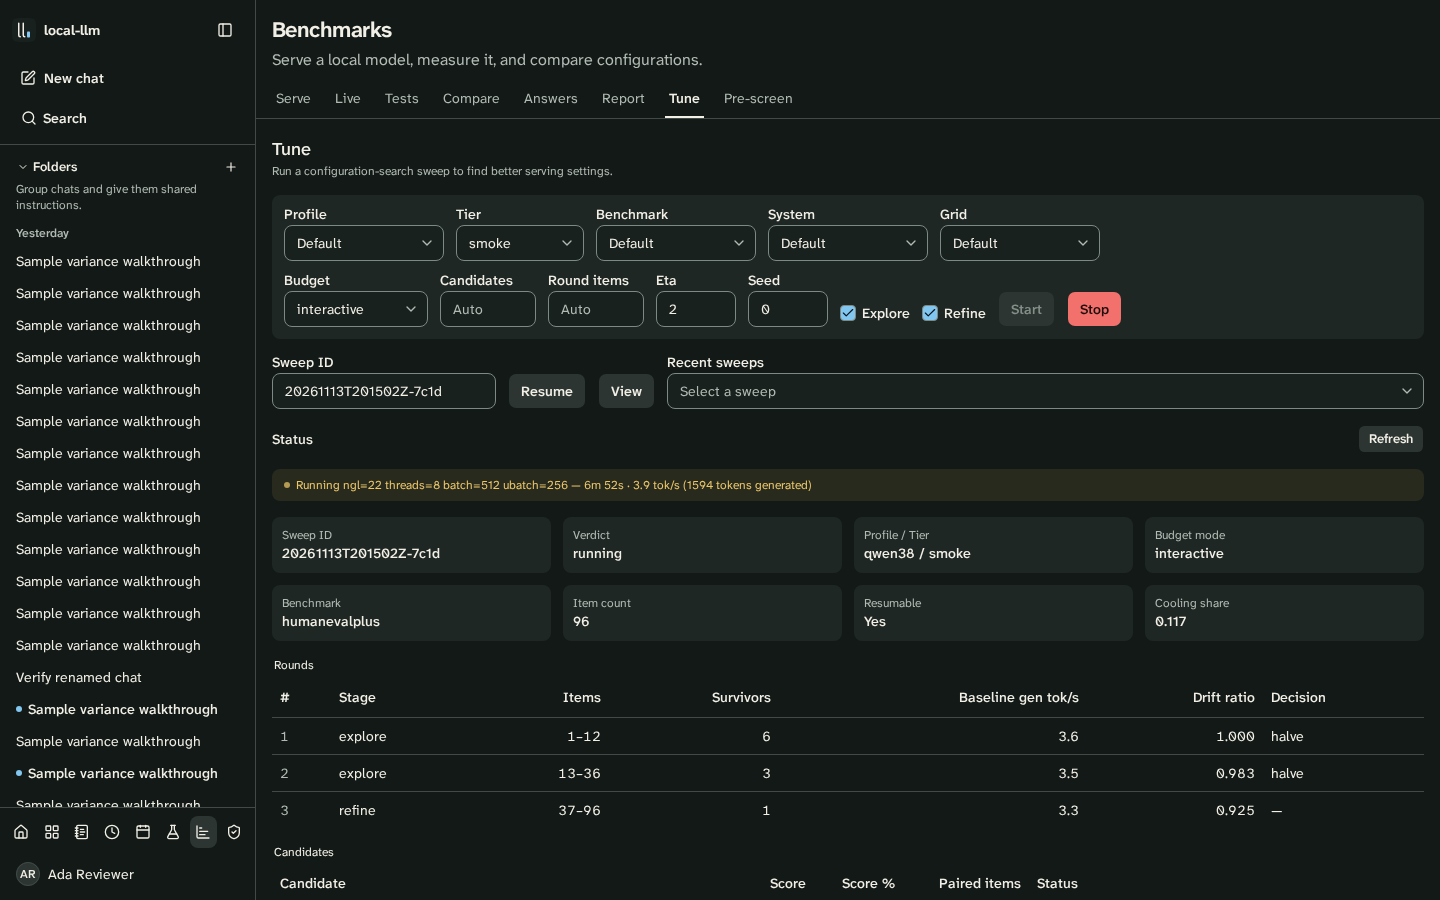 local-llm
New chat
Search
Folders
Group chats and give them shared
instructions.
Yesterday
Sample variance walkthrough
Sample variance walkthrough
Sample variance walkthrough
Sample variance walkthrough
Sample variance walkthrough
Sample variance walkthrough
Sample variance walkthrough
Sample variance walkthrough
Sample variance walkthrough
Sample variance walkthrough
Sample variance walkthrough
Sample variance walkthrough
Sample variance walkthrough
Verify renamed chat
Sample variance walkthrough
Sample variance walkthrough
Sample variance walkthrough
Sample variance walkthrough
AR Ada Reviewer
Benchmarks
Serve a local model, measure it, and compare configurations.
Serve Live Tests Compare Answers Report Tune Pre-screen
Tune
Run a configuration-search sweep to find better serving settings.
Profile Tier Benchmark System Grid
Default smoke Default Default Default
Budget Candidates Round items Eta Seed
interactive Auto Auto 2 0 Explore Refine Start Stop
Sweep ID Recent sweeps
20261113T201502Z-7c1d Resume View Select a sweep
Status Refresh
Running ngl=22 threads=8 batch=512 ubatch=256 — 6m 52s · 3.9 tok/s (1594 tokens generated)
Sweep ID Verdict Profile / Tier Budget mode
20261113T201502Z-7c1d running qwen38 / smoke interactive
Benchmark Item count Resumable Cooling share
humanevalplus 96 Yes 0.117
Rounds
# Stage Items Survivors Baseline gen tok/s Drift ratio Decision
1 explore 1–12 6 3.6 1.000 halve
2 explore 13–36 3 3.5 0.983 halve
3 refine 37–96 1 3.3 0.925 —
Candidates
Candidate Score Score % Paired items Status